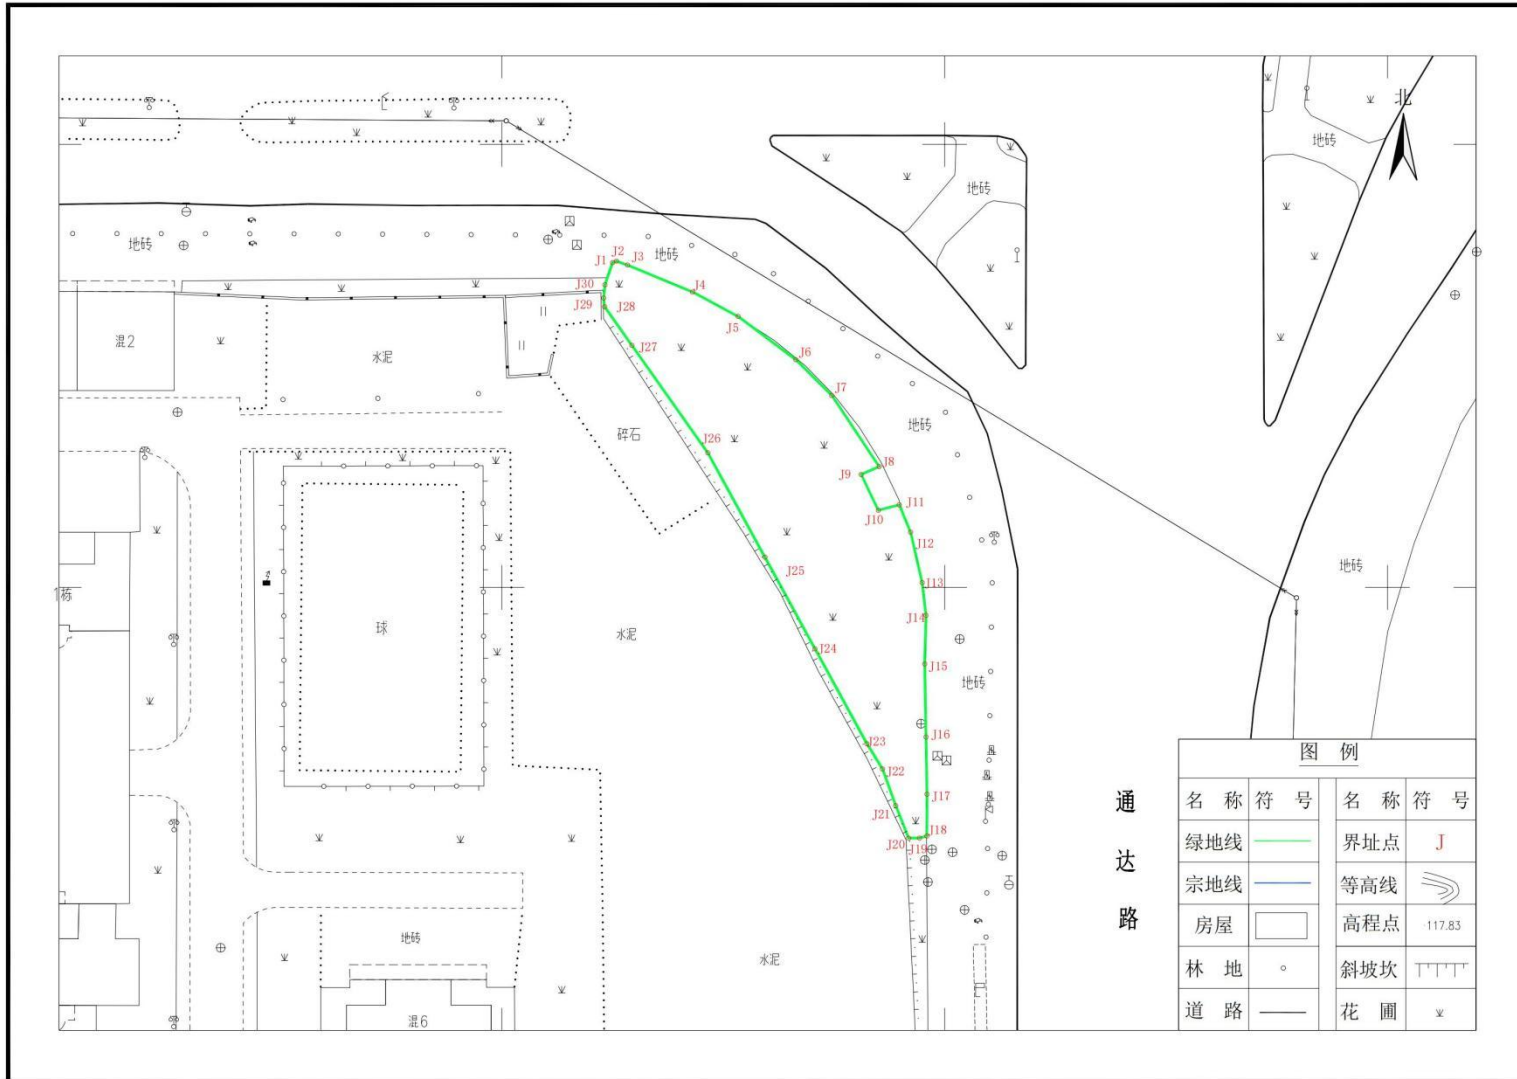 北
地砖
地砖
地砖
地砖
J1
J2
J3
J30
J4
J29
J28
J5
混2
水泥
J27
J6
J7
地砖
碎石
J26
J8
J9
J11
J10
J12
J25
J13
地砖
1栋
球
水泥
J14
J24
J15
地砖
J23
J16
J22
J17
J21
J20
J19
J18
地砖
水泥
混6
通
达
路
图 例
名 称 符 号 名 称 符 号
绿地线 界址点 J
宗地线 等高线
房屋 高程点 117.83
林 地 斜坡坎
道 路 花 圃